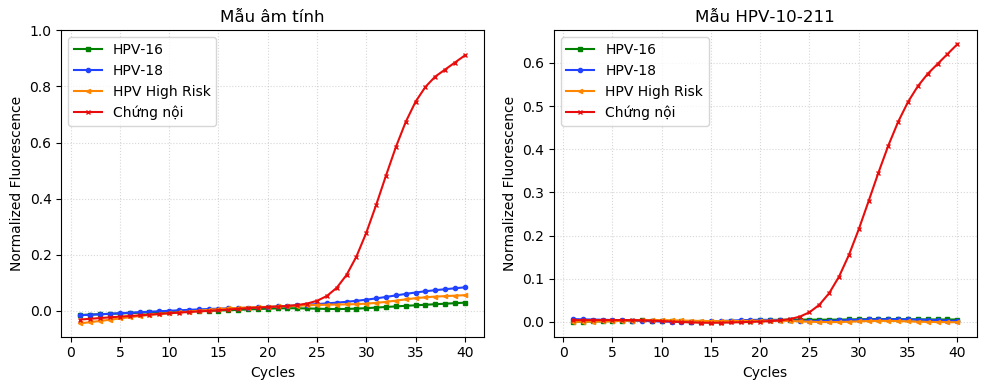 Mẫu âm tính
Normalized Fluorescence
1.0
0.8
0.6
0.4
0.2
0.0
HPV-16
HPV-18
HPV High Risk
Chứng nội
0 5 10 15 20 25 30 35 40
Cycles
Mẫu HPV-10-211
Normalized Fluorescence
0.6
0.5
0.4
0.3
0.2
0.1
0.0
HPV-16
HPV-18
HPV High Risk
Chứng nội
0 5 10 15 20 25 30 35 40
Cycles